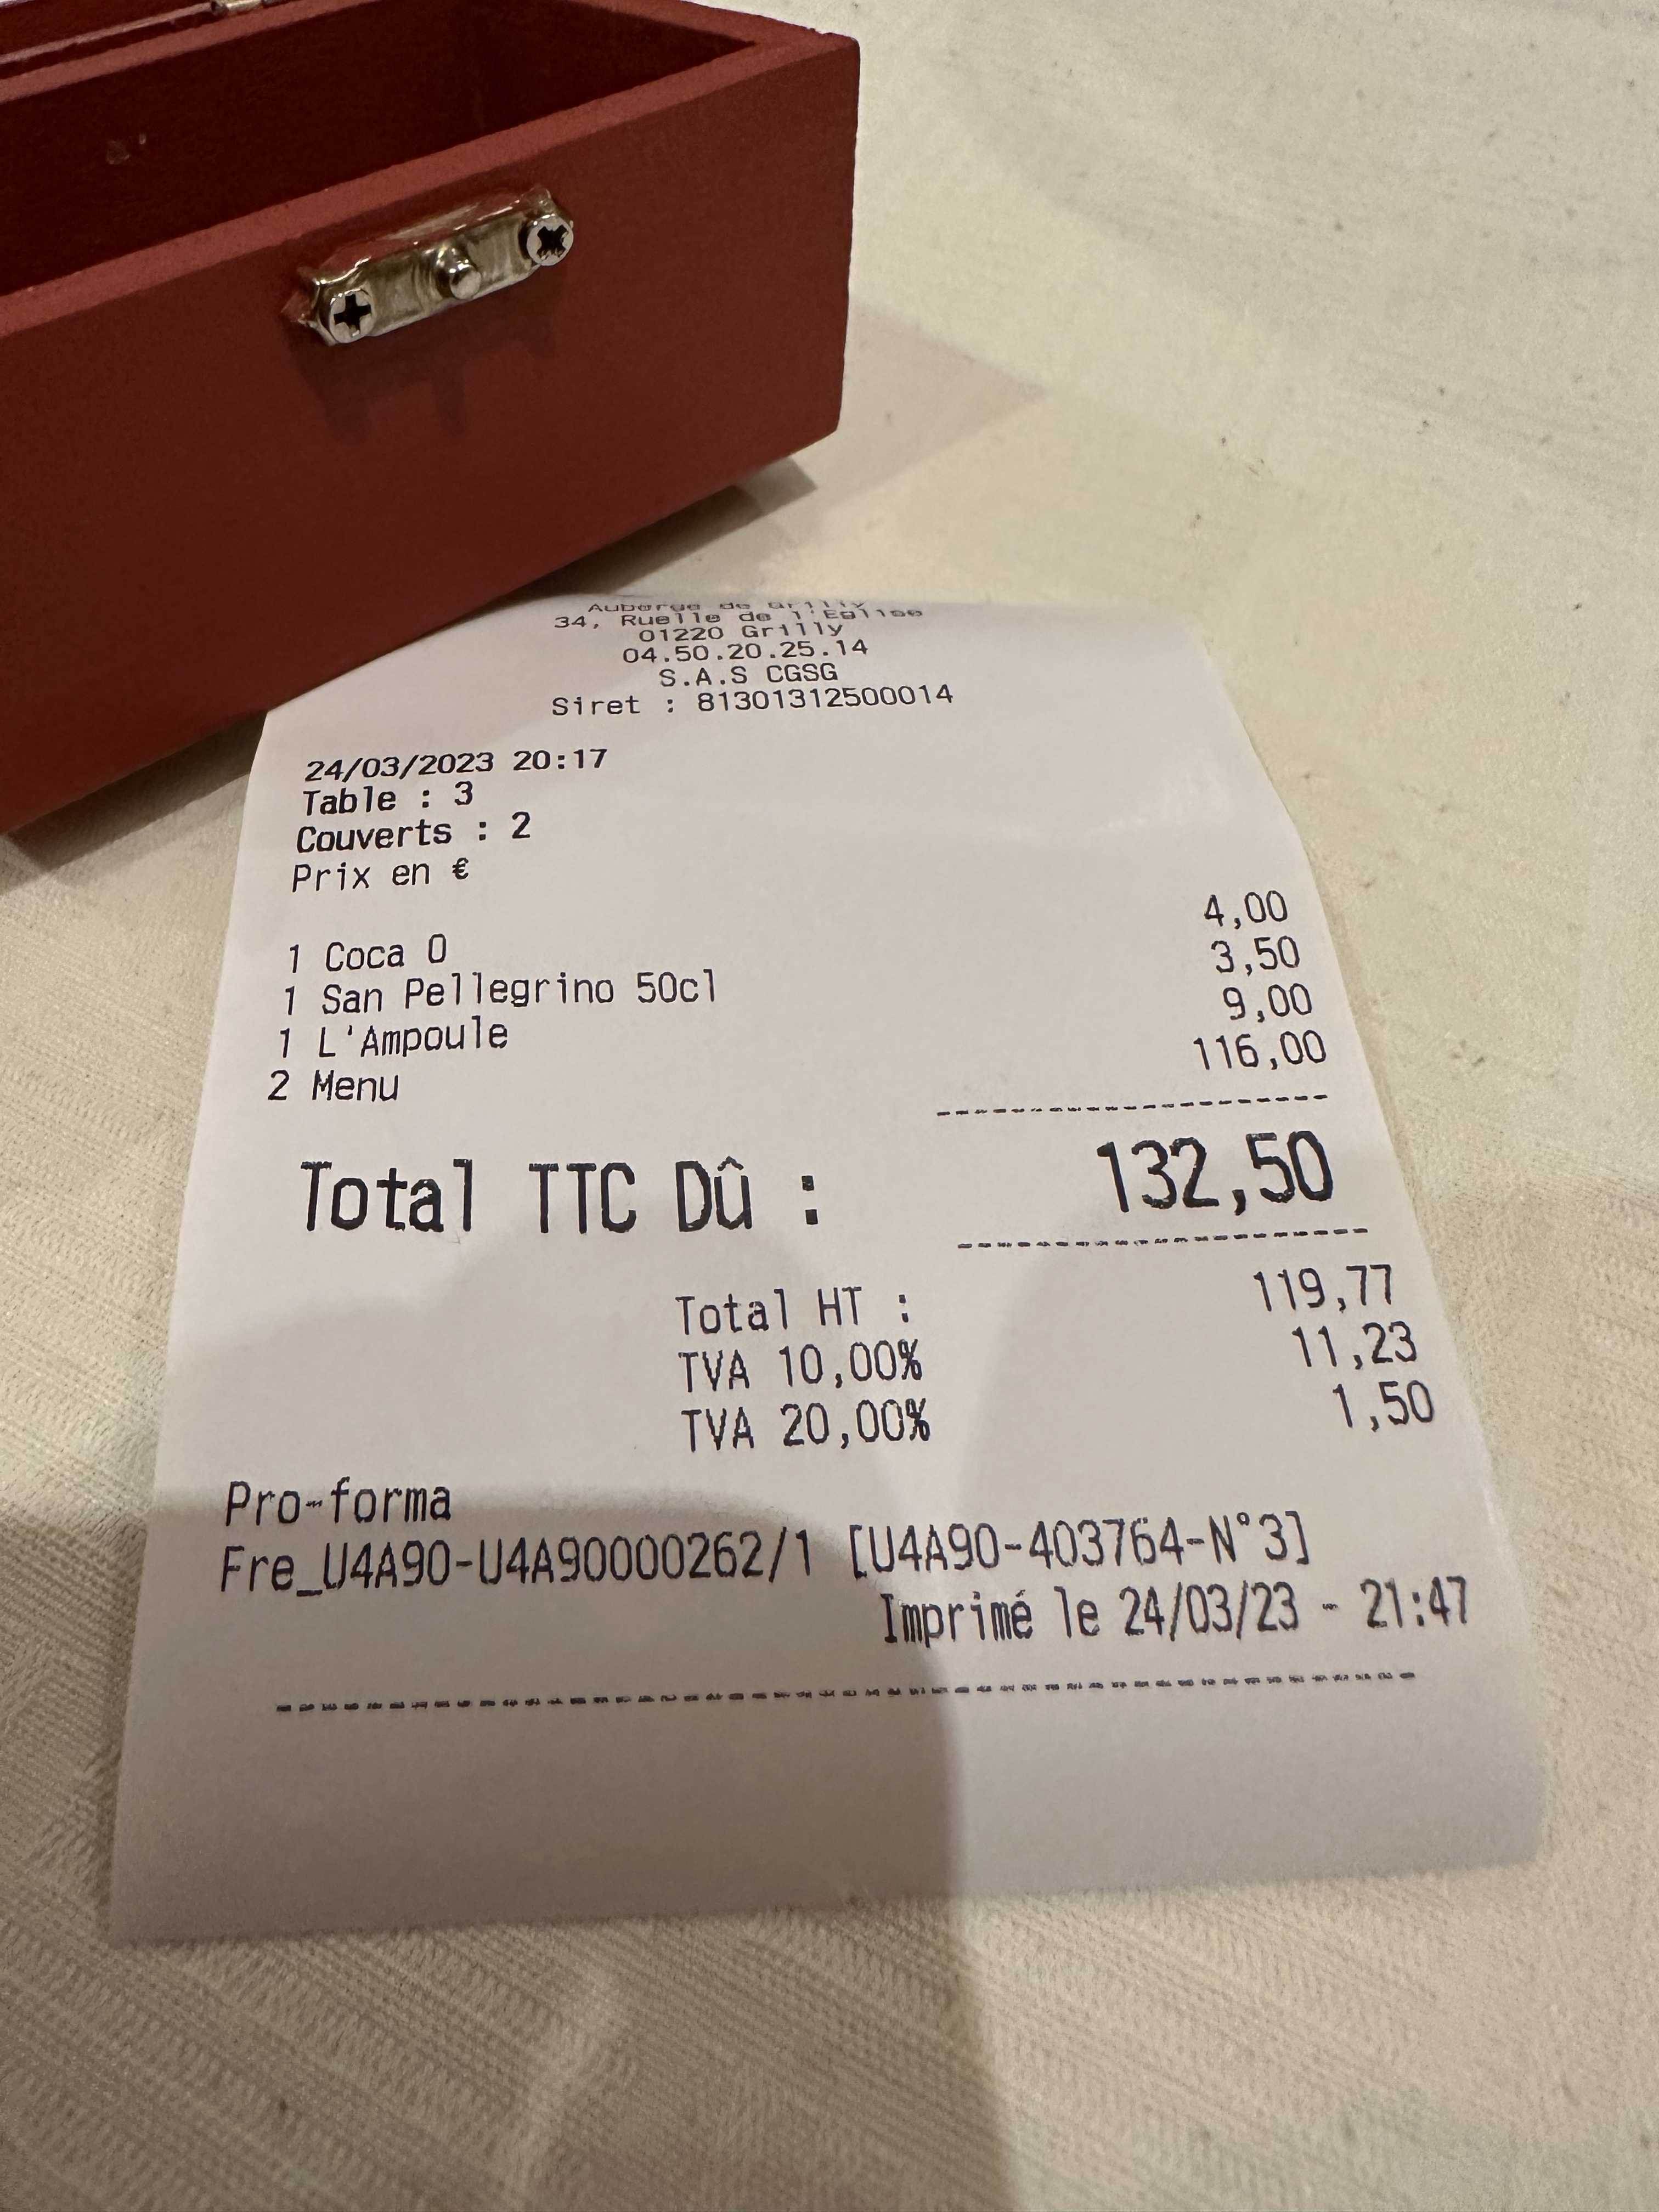 Auberge de Grilly
34, Ruelle de l'Eglise
01220 Grilly
04.50.20.25.14
S.A.S CGSG
Siret : 81301312500014
24/03/2023 20:17
Table : 3
Couverts : 2
Prix en €
1 Coca 0 4,00
1 San Pellegrino 50cl 3,50
1 L'Ampoule 9,00
2 Menu 116,00
Total TTC Dû : 132,50
Total HT : 119,77
TVA 10,00% 11,23
TVA 20,00% 1,50
Pro-forma
Fre_U4A90-U4A90000262/1 [U4A90-403764-N°3]
Imprimé le 24/03/23 - 21:47